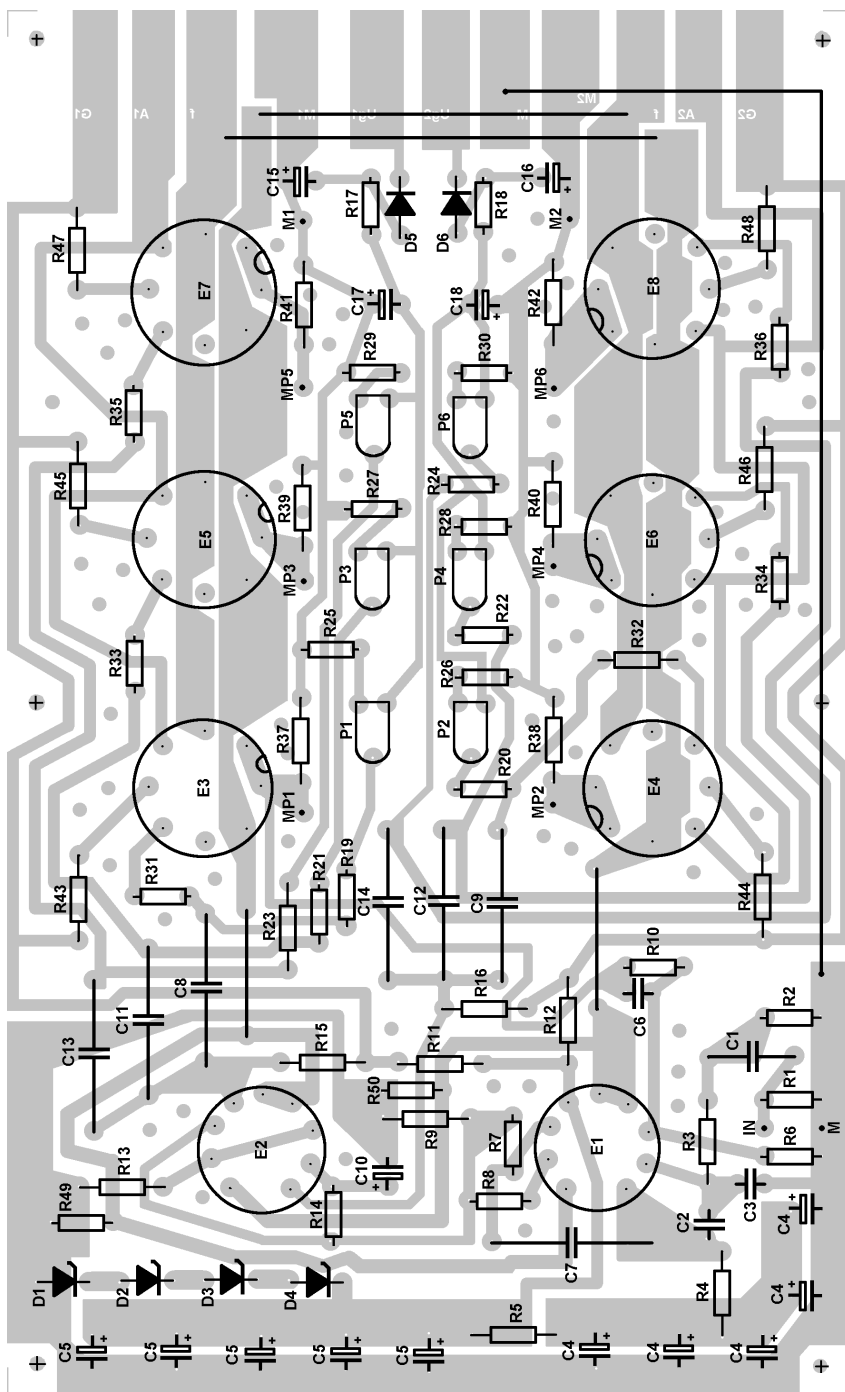 G1 A1 f M1 Ug1 Ug2 M M2 f A2 G2
C15 R17 D5 D6 R18 C16
M1 M2
R47 E7 R41 C17 C18 R42 E8 R48
R29 R30 R36
MP5 MP6
R35 P5 P6
R45 R39 R27 R24 R28 R40 R46
E5 E6
MP3 P3 P4 MP4 R34
R33 R25 R22 R32
R26
R37 P1 P2 R38
E3 MP1 R20 MP2 E4
R43 R31 R23 R21 R19 C14 C12 C9 R44
C13 C11 C8 R16 R12 C6 R10
R15 R11 C1 R2
R50 R1
R9 R7 R3 IN M
E2 E1 R6
R49 R13 R14 C10 + R8 C2 C3 C4 +
C7
D1 D2 D3 D4 R4 C4 +
C5 + C5 + C5 + C5 + C5 + R5 C4 + C4 + C4 +